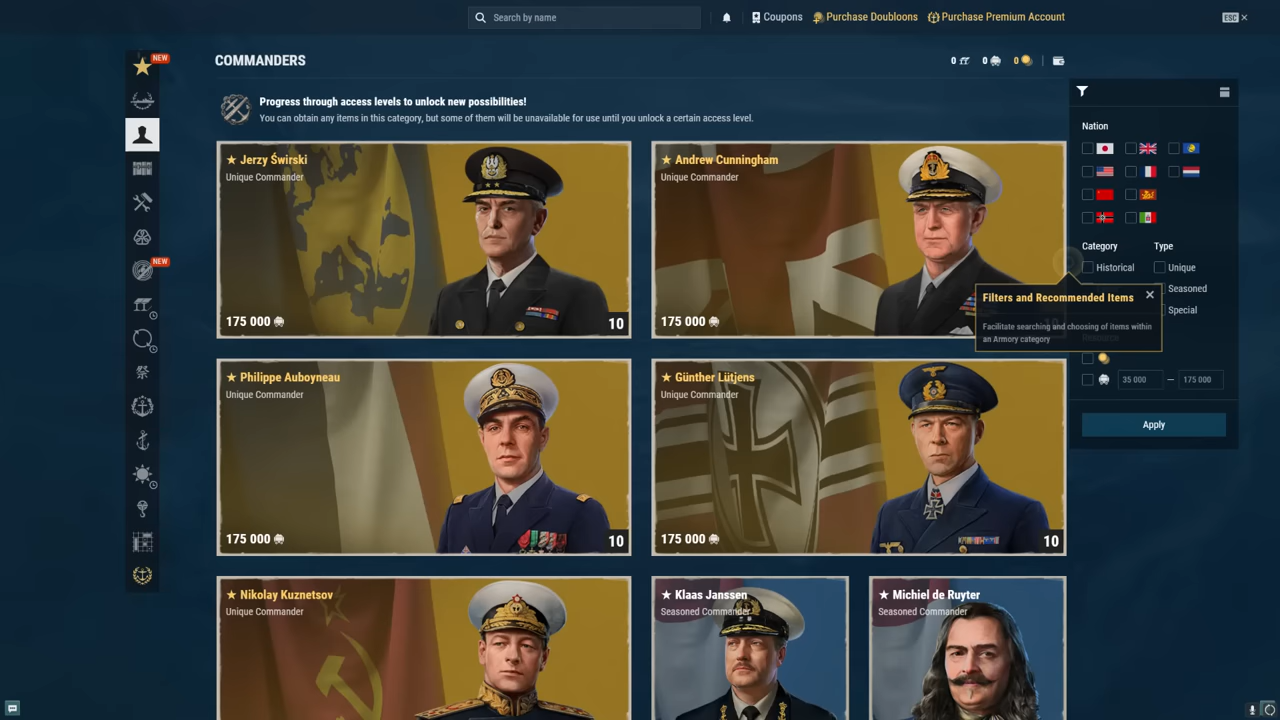 Search by name
Coupons
Purchase Doubloons
Purchase Premium Account
ESC
NEW
COMMANDERS
0 0 0
Progress through access levels to unlock new possibilities!
You can obtain any items in this category, but some of them will be unavailable for use until you unlock a certain access level.
Nation
★ Jerzy Świrski
Unique Commander
175 000
10
★ Andrew Cunningham
Unique Commander
175 000
Category
Type
Historical
Unique
Seasoned
Special
NEW
Filters and Recommended Items
Facilitate searching and choosing of items within
an Armory category
35 000 — 175 000
Apply
★ Philippe Auboyneau
Unique Commander
175 000
10
★ Günther Lütjens
Unique Commander
175 000
10
★ Nikolay Kuznetsov
Unique Commander
★ Klaas Janssen
Seasoned Commander
★ Michiel de Ruyter
Seasoned Commander